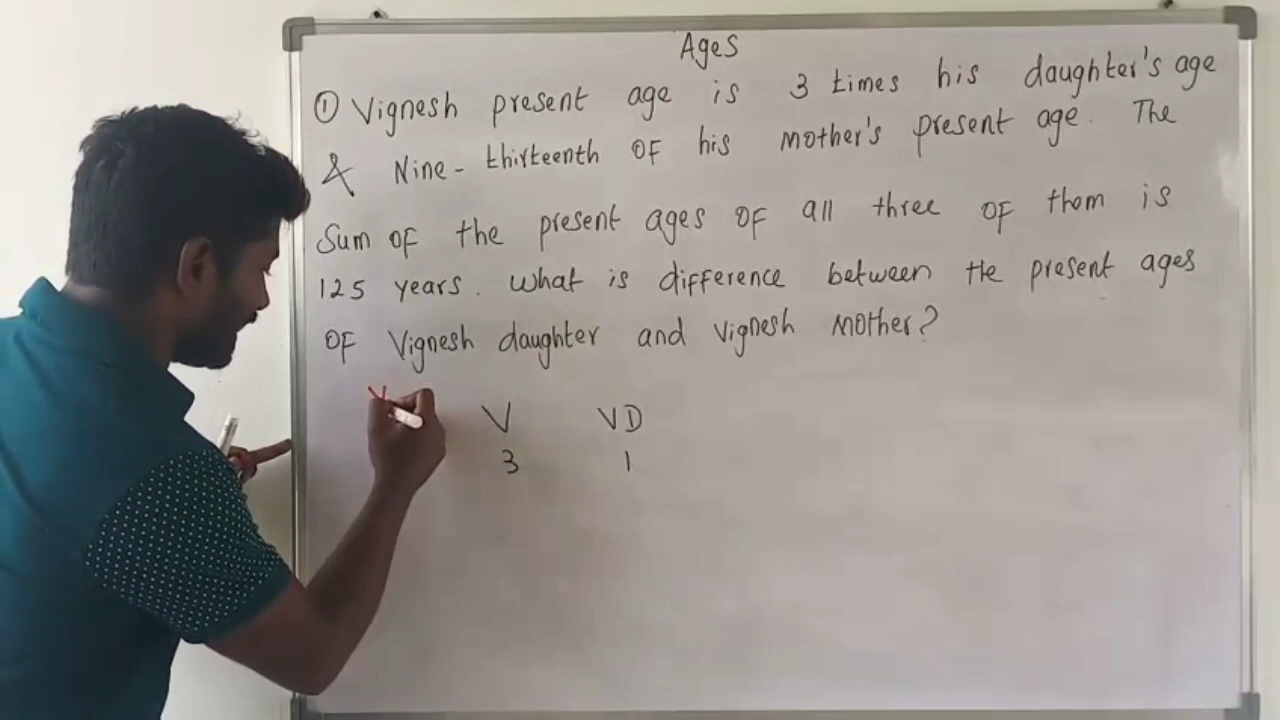 Ages
① Vignesh present age is 3 times his daughter's age
& Nine-thirteenth OF his mother's present age. The
Sum OF the present ages OF all three OF them is
125 years. What is difference between the present ages
OF Vignesh daughter and Vignesh Mother?
V VD
3 1